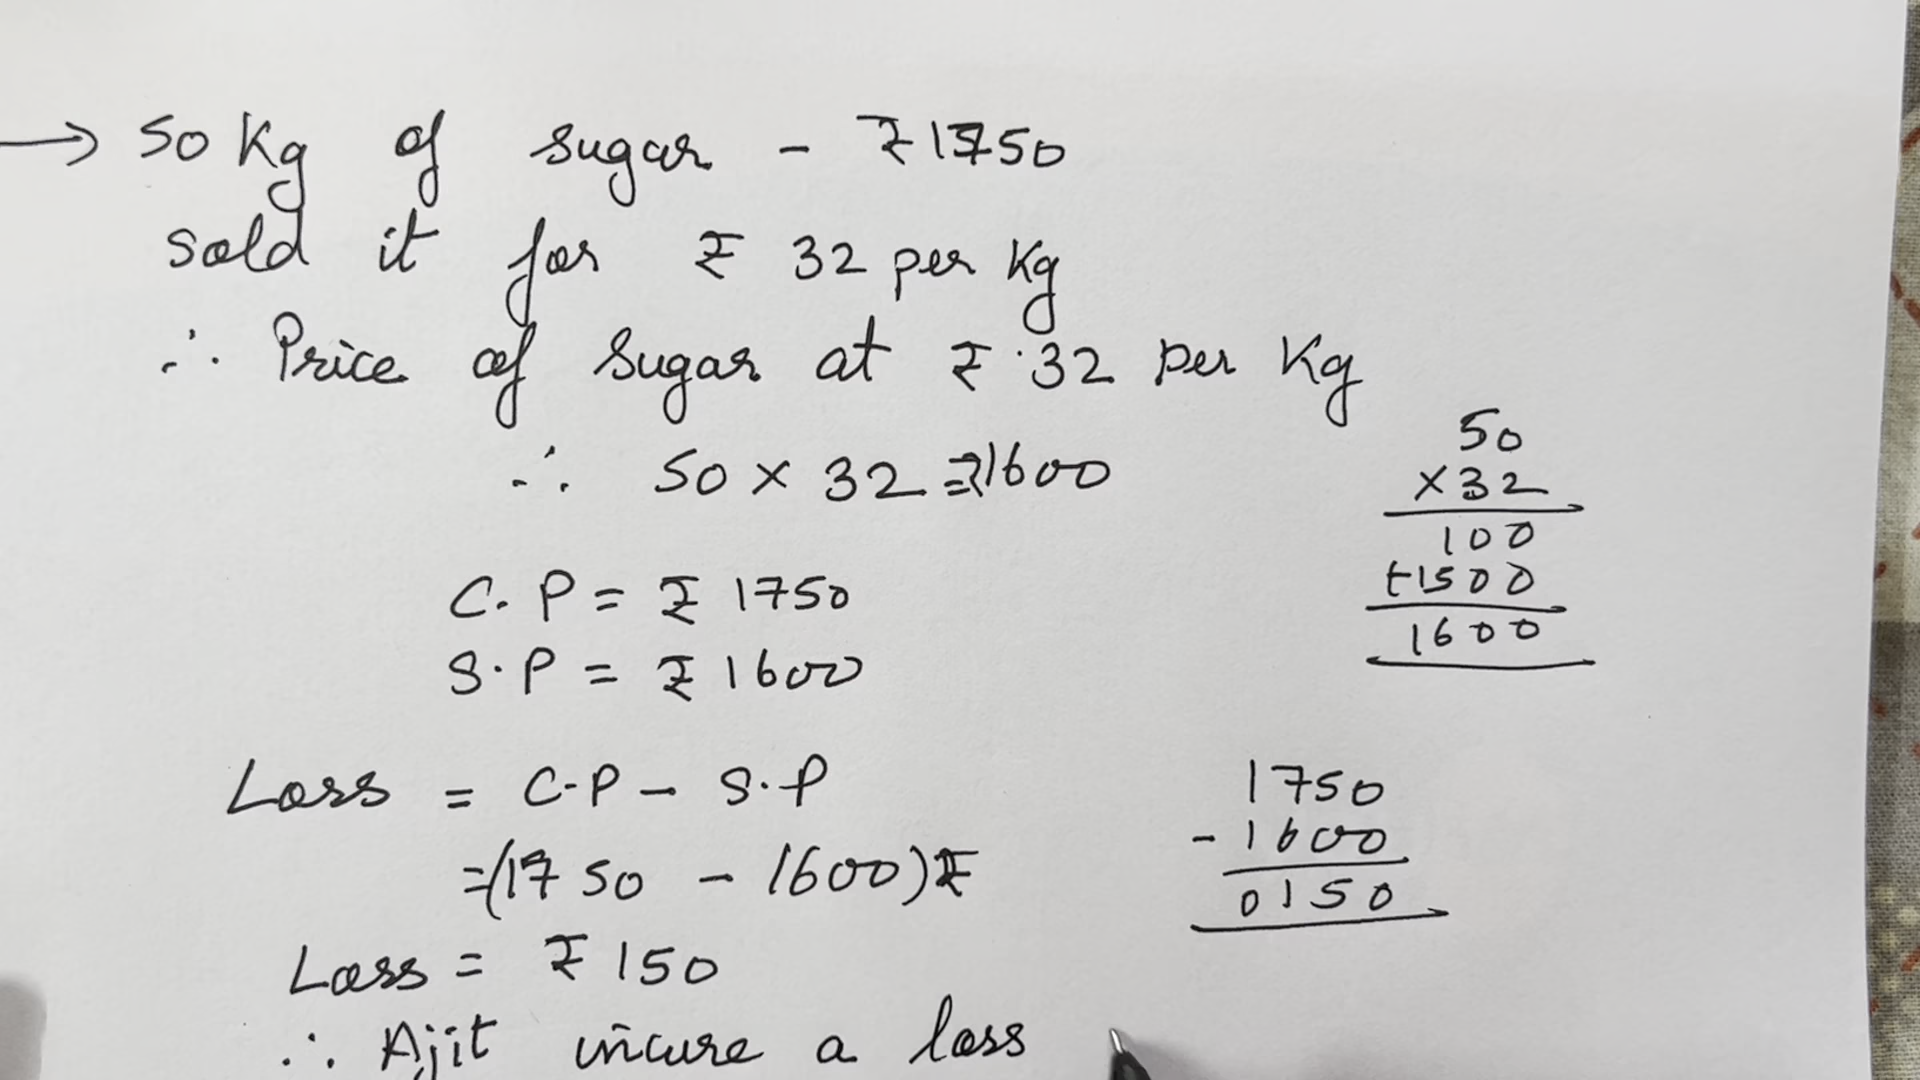 → 50 Kg of sugar - ₹1750
sold it for ₹ 32 per Kg
∴ Price of sugar at ₹.32 per Kg
∴ 50 × 32 = ₹1600
50
×32
100
+1500
1600
C.P = ₹ 1750
S.P = ₹ 1600
Loss = C.P - S.P
=(1750 - 1600)₹
Loss = ₹ 150
1750
-1600
0150
∴ Ajit incure a loss